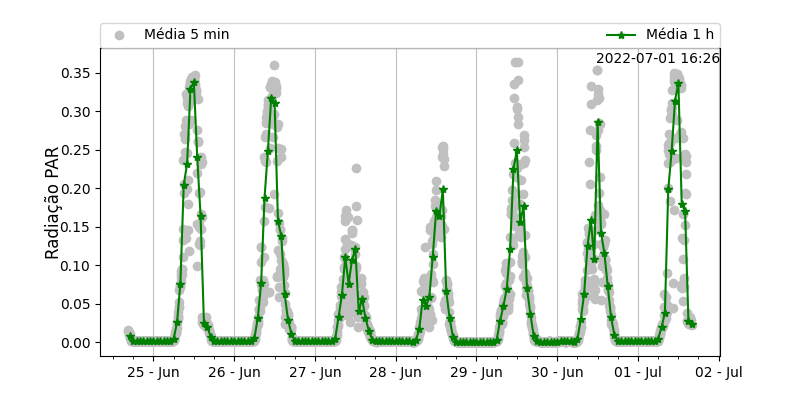 Média 5 min
Média 1 h
2022-07-01 16:26
Radiação PAR
0.35
0.30
0.25
0.20
0.15
0.10
0.05
0.00
25 - Jun
26 - Jun
27 - Jun
28 - Jun
29 - Jun
30 - Jun
01 - Jul
02 - Jul